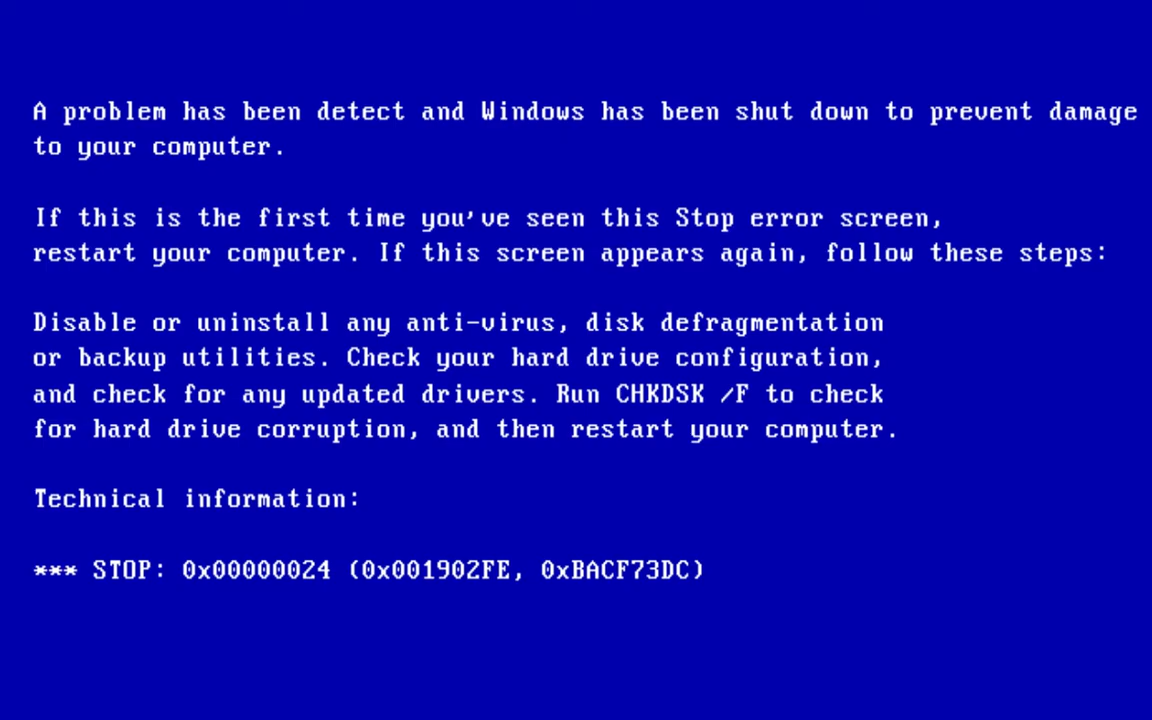 A problem has been detect and Windows has been shut down to prevent damage
to your computer.
If this is the first time you've seen this Stop error screen,
restart your computer. If this screen appears again, follow these steps:
Disable or uninstall any anti-virus, disk defragmentation
or backup utilities. Check your hard drive configuration,
and check for any updated drivers. Run CHKDSK /F to check
for hard drive corruption, and then restart your computer.
Technical information:
*** STOP: 0x00000024 (0x001902FE, 0xBACF73DC)